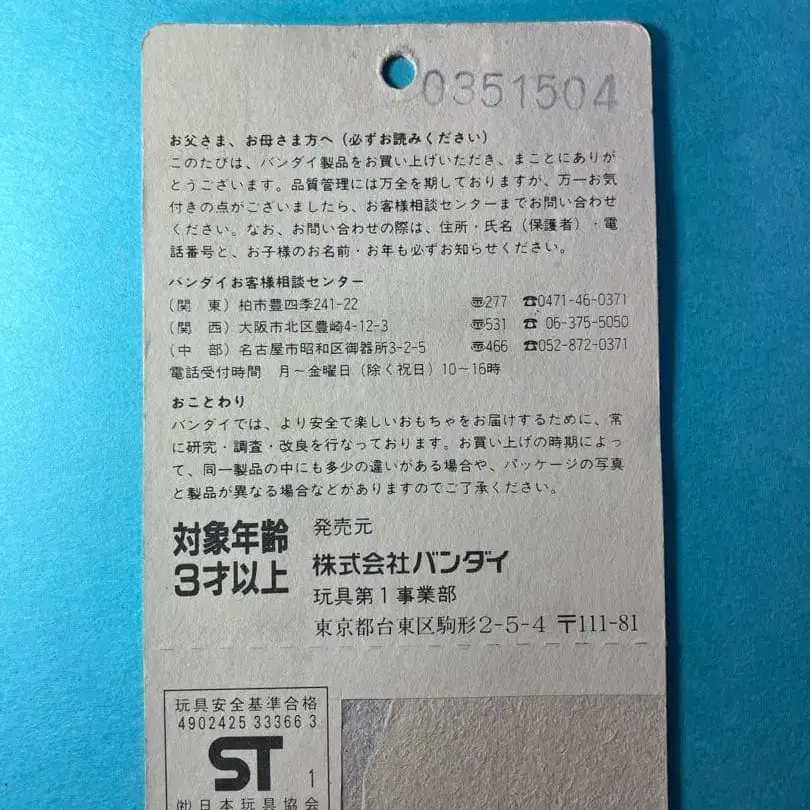 0351504
お父さま、お母さま方へ（必ずお読みください）
このたびは、バンダイ製品をお買い上げいただき、まことにありが
とうございます。品質管理には万全を期しておりますが、万一お気
付きの点がございましたら、お客様相談センターまでお問い合わせ
ください。なお、お問い合わせの際は、住所・氏名（保護者）・電
話番号と、お子様のお名前・お年も必ずお知らせください。
バンダイお客様相談センター
（関　東）柏市豊四季241-22 〠277 ☎0471-46-0371
（関　西）大阪市北区豊崎4-12-3 〠531 ☎ 06-375-5050
（中　部）名古屋市昭和区御器所3-2-5 〠466 ☎052-872-0371
電話受付時間　月～金曜日（除く祝日）10～16時
おことわり
バンダイでは、より安全で楽しいおもちゃをお届けするために、常
に研究・調査・改良を行なっております。お買い上げの時期によっ
て、同一製品の中にも多少の違いがある場合や、パッケージの写真
と製品が異なる場合などがありますのでご了承ください。
対象年齢
3才以上
発売元
株式会社バンダイ
玩具第1事業部
東京都台東区駒形2-5-4 〒111-81
玩具安全基準合格
4902425 33366 3
ST 1
㈳日本玩具協会